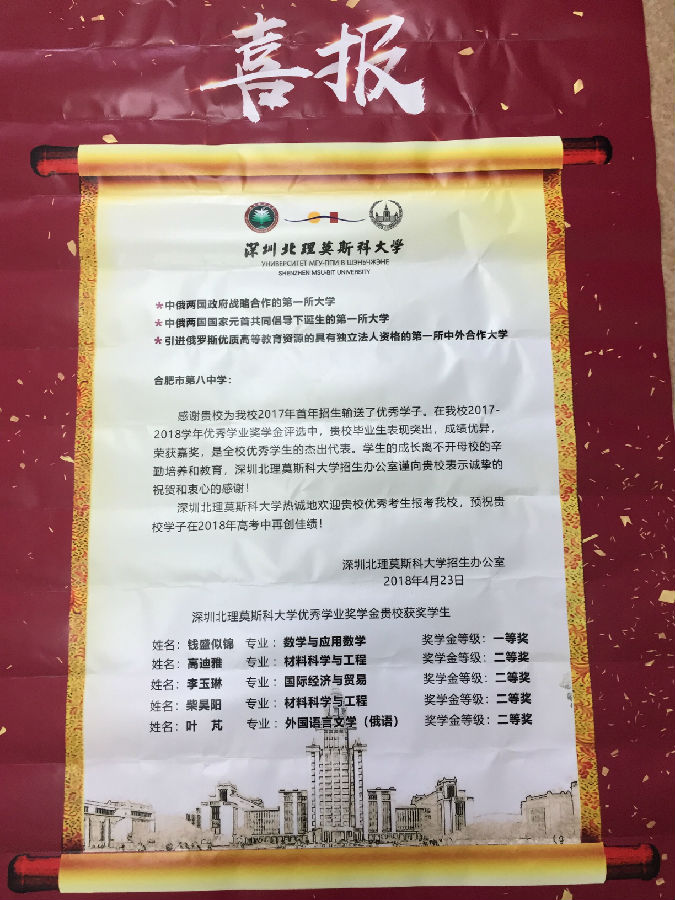 喜报
深圳北理莫斯科大学
УНИВЕРСИТЕТ МГУ-ППИ В ШЭНЬЧЖЭНЕ
SHENZHEN MSU-BIT UNIVERSITY
*中俄两国政府战略合作的第一所大学
*中俄两国国家元首共同倡导下诞生的第一所大学
*引进俄罗斯优质高等教育资源的具有独立法人资格的第一所中外合作大学
合肥市第八中学：
感谢贵校为我校2017年首年招生输送了优秀学子。在我校2017-
2018学年优秀学业奖学金评选中，贵校毕业生表现突出，成绩优异，
荣获嘉奖，是全校优秀学生的杰出代表。学生的成长离不开母校的辛
勤培养和教育，深圳北理莫斯科大学招生办公室谨向贵校表示诚挚的
祝贺和衷心的感谢！
深圳北理莫斯科大学热诚地欢迎贵校优秀考生报考我校，预祝贵
校学子在2018年高考中再创佳绩！
深圳北理莫斯科大学招生办公室
2018年4月23日
深圳北理莫斯科大学优秀学业奖学金贵校获奖学生
姓名：钱盛似锦 专业：数学与应用数学 奖学金等级：一等奖
姓名：高迪雅 专业：材料科学与工程 奖学金等级：二等奖
姓名：李玉琳 专业：国际经济与贸易 奖学金等级：二等奖
姓名：柴昊阳 专业：材料科学与工程 奖学金等级：二等奖
姓名：叶 芃 专业：外国语言文学（俄语） 奖学金等级：二等奖